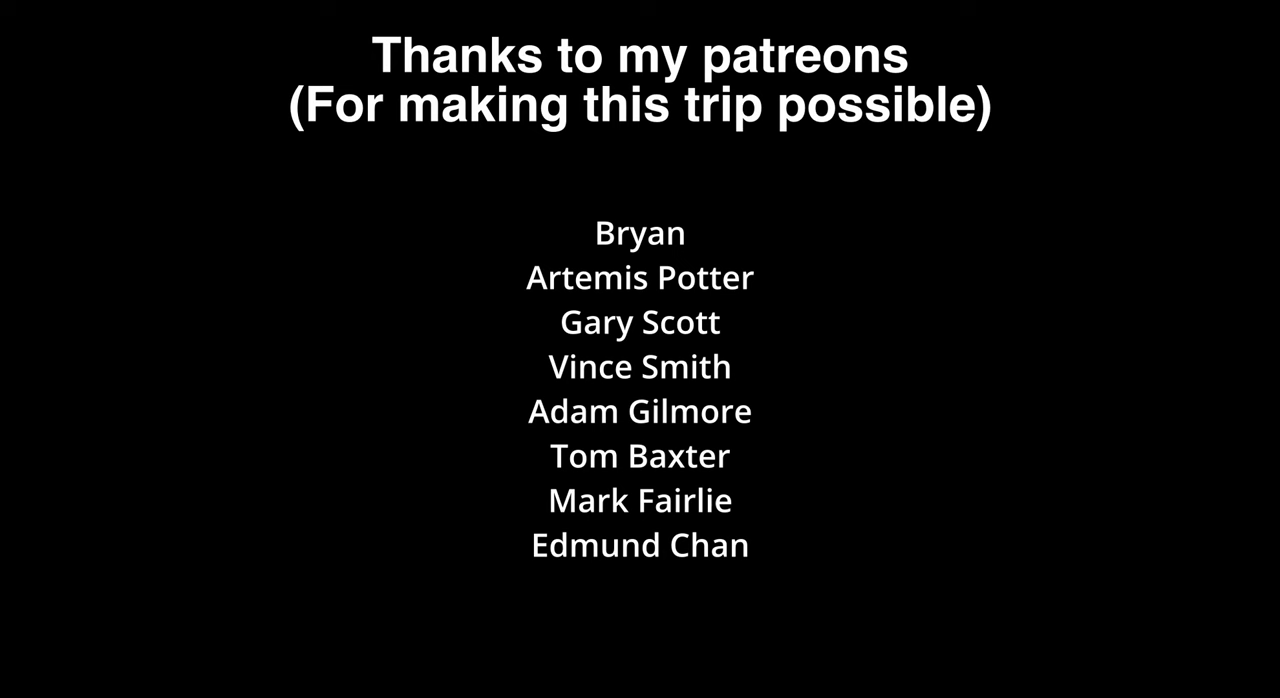 Thanks to my patreons
(For making this trip possible)
Bryan
Artemis Potter
Gary Scott
Vince Smith
Adam Gilmore
Tom Baxter
Mark Fairlie
Edmund Chan